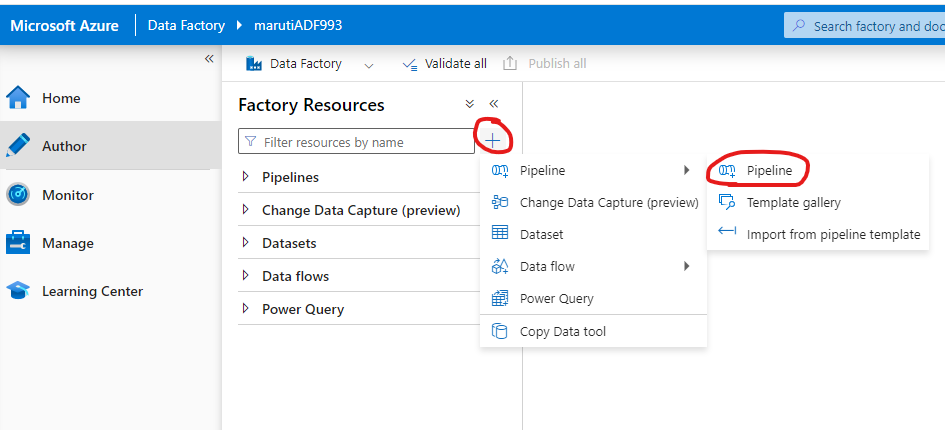 Microsoft Azure
Data Factory
marutiADF993
Search factory and doc
Home
Author
Monitor
Manage
Learning Center
Data Factory
Validate all
Publish all
Factory Resources
Filter resources by name
Pipelines
Change Data Capture (preview)
Datasets
Data flows
Power Query
Pipeline
Change Data Capture (preview)
Dataset
Data flow
Power Query
Copy Data tool
Pipeline
Template gallery
Import from pipeline template